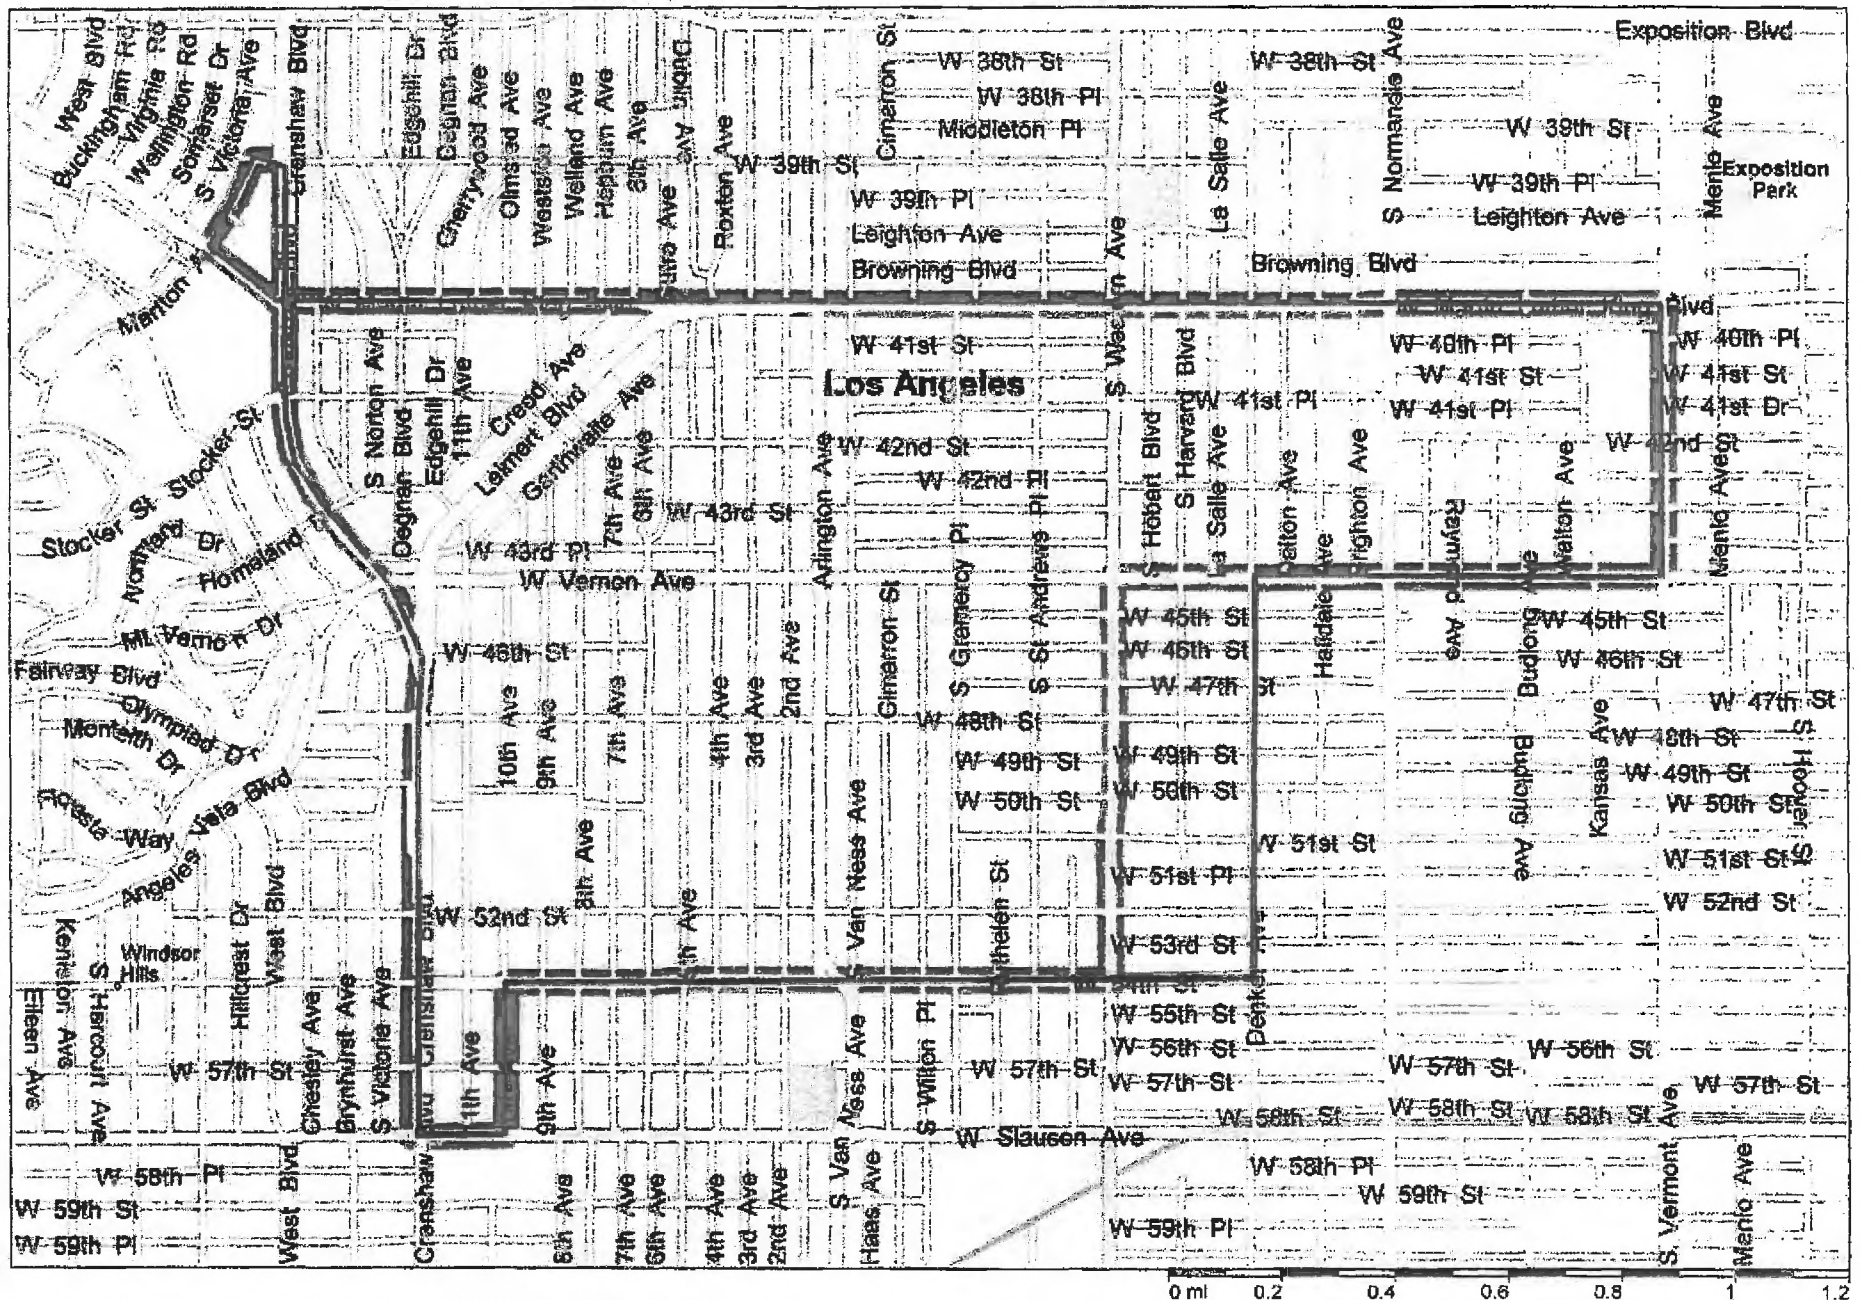 West Blvd
Buckingham Rd
Virginia Rd
Wellington Rd
Somerset Dr
S Victoria Ave
Crenshaw Blvd
Edgehill Dr
Degnan Blvd
Cherrywood Ave
Olmsted Ave
Westside Ave
Welland Ave
Hepburn Ave
6th Ave
Dublin Ave
Roxton Ave
Cimarron St
W 38th St
W 38th Pl
Middleton Pl
W 39th St
W 39th Pl
Leighton Ave
Browning Blvd
La Salle Ave
W 38th St
S Normandie Ave
Exposition Blvd
W 39th St
W 39th Pl
Leighton Ave
Browning Blvd
Menlo Ave
Exposition
Park
Marlton
Blvd
S Norton Ave
Degnan Blvd
Edgehill Dr
11th Ave
Leimert Blvd
Garthwaite Ave
W 41st St
Los Angeles
W 42nd St
W 42nd Pl
W 43rd St
W 43rd Pl
W Vernon Ave
7th Ave
Arlington Ave
S Hobart Blvd
S Harvard Blvd
La Salle Ave
W 41st Pl
Dalton Ave
Brighton Ave
Halldale Ave
W 40th Pl
W 41st St
W 41st Pl
Raymond Ave
Walton Ave
W 40th Pl
W 41st St
W 41st Dr
W 42nd St
Menlo Ave
Stocker St
Stocker St
Northland Dr
Homeland
Mt Vernon Dr
Fairway Blvd
Olympiad Dr
Monteith Dr
Angeles Vista Blvd
Way
W 46th St
10th Ave
9th Ave
7th Ave
4th Ave
3rd Ave
2nd Ave
Cimarron St
S Gramercy Pl
S St Andrews Pl
W 48th St
W 49th St
W 50th St
W 45th St
W 46th St
W 47th St
W 49th St
W 50th St
W 51st Pl
W 53rd St
W 51st St
Budlong Ave
Budlong Ave
Kansas Ave
W 45th St
W 46th St
W 47th St
W 48th St
W 49th St
W 50th St
W 51st St
W 52nd St
S Hoover St
8th Ave
W 52nd St
S Van Ness Ave
Windsor
Hills
Kenniston Ave
S Harcourt Ave
Eileen Ave
Hillcrest Dr
West Blvd
Chesley Ave
Brynhurst Ave
S Victoria Ave
W 57th St
Crenshaw Blvd
11th Ave
9th Ave
S Van Ness Ave
S Wilton Pl
W 57th St
W 54th St
W 55th St
W 56th St
W 57th St
W 58th St
W 57th St
W 58th St
W 56th St
W 58th St
W 57th St
W Slauson Ave
S Vermont Ave
W 58th Pl
W 59th St
W 59th Pl
West Blvd
Crenshaw
8th Ave
7th Ave
6th Ave
4th Ave
3rd Ave
2nd Ave
Haas Ave
W 58th Pl
W 59th St
W 59th Pl
Menlo Ave
0 mi 0.2 0.4 0.6 0.8 1 1.2